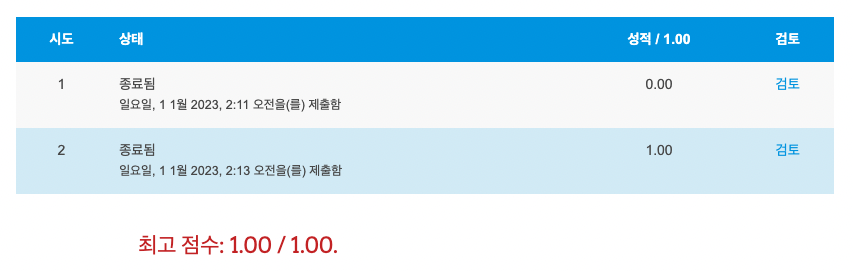 시도 상태 성적 / 1.00 검토
1 종료됨 0.00 검토
일요일, 1 1월 2023, 2:11 오전을(를) 제출함
2 종료됨 1.00 검토
일요일, 1 1월 2023, 2:13 오전을(를) 제출함
최고 점수: 1.00 / 1.00.